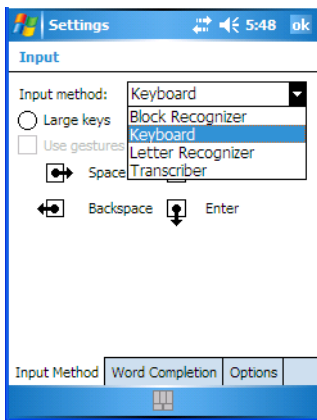 Settings 5:48 ok
Input
Input method: Keyboard
Large keys Block Recognizer
Keyboard
Use gestures Letter Recognizer
Space Transcriber
Backspace Enter
Input Method Word Completion Options